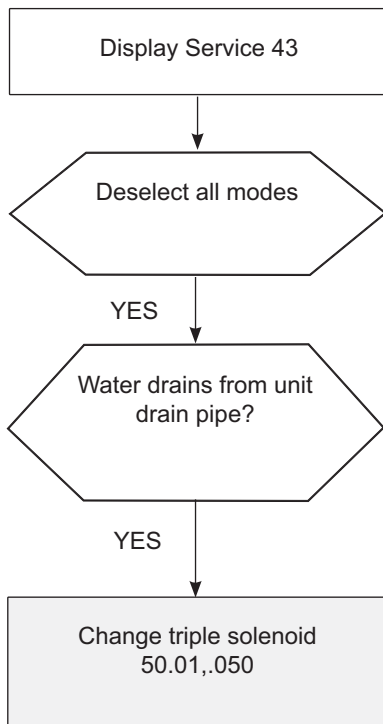 Display Service 43
Deselect all modes
YES
Water drains from unit
drain pipe?
YES
Change triple solenoid
50.01,.050